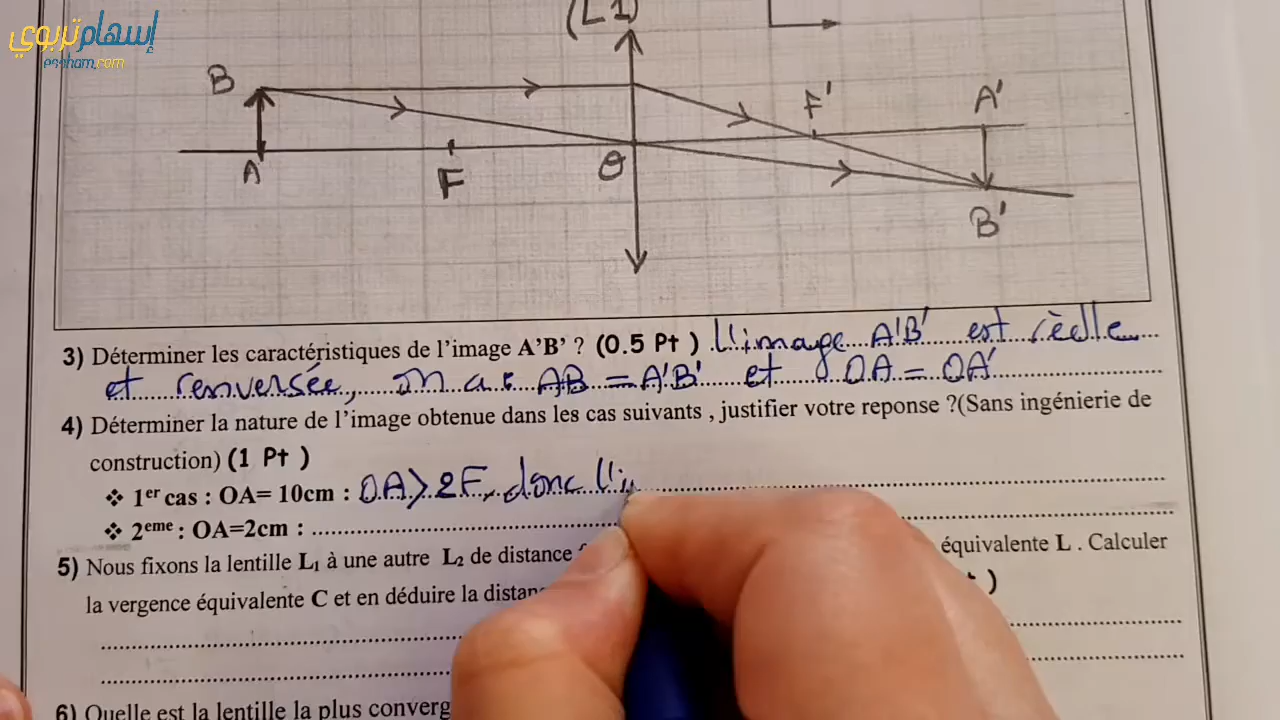 إسهام تربوي
essham.com
(L1)
B
F'
A'
A
F
O
B'
3) Déterminer les caractéristiques de l'image A'B' ? (0.5 Pt ) L'image A'B' est réelle
et renversée, on a : AB = A'B' et OA = OA'
4) Déterminer la nature de l'image obtenue dans les cas suivants , justifier votre reponse ?(Sans ingénierie de
construction) (1 Pt )
❖ 1er cas : OA= 10cm : OA > 2F, donc l'i
❖ 2eme : OA=2cm :
5) Nous fixons la lentille L1 à une autre L2 de distance équivalente L . Calculer
la vergence équivalente C et en déduire la distan )
6) Quelle est la lentille la plus converg